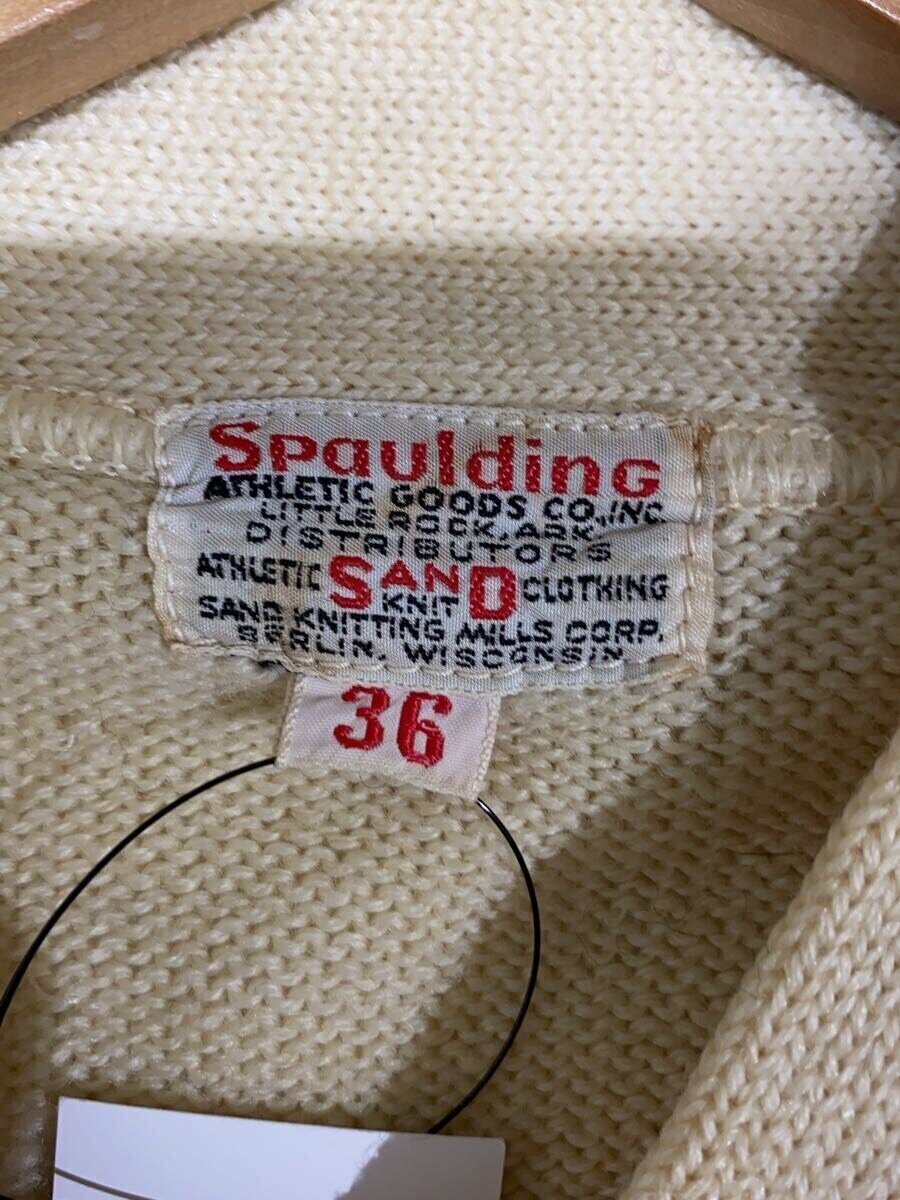 Spaulding
ATHLETIC GOODS CO., INC.
LITTLE ROCK, ARK.
DISTRIBUTORS
ATHLETIC SAND KNIT CLOTHING
SAND KNITTING MILLS CORP.
BERLIN, WISCONSIN
36